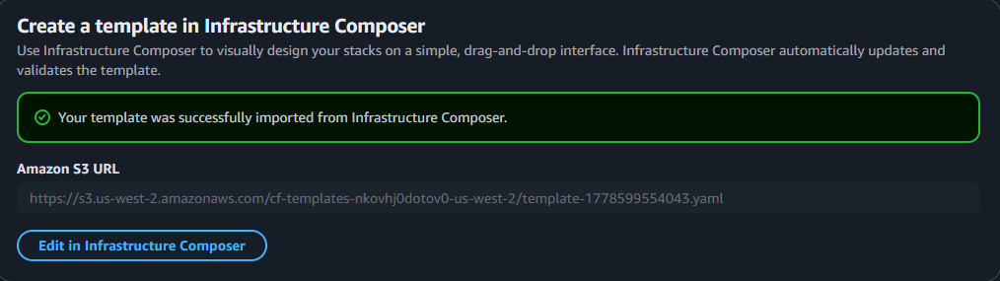 Create a template in Infrastructure Composer
Use Infrastructure Composer to visually design your stacks on a simple, drag-and-drop interface. Infrastructure Composer automatically updates and
validates the template.
Your template was successfully imported from Infrastructure Composer.
Amazon S3 URL
https://s3.us-west-2.amazonaws.com/cf-templates-nkovhj0dotov0-us-west-2/template-1778599554043.yaml
Edit in Infrastructure Composer